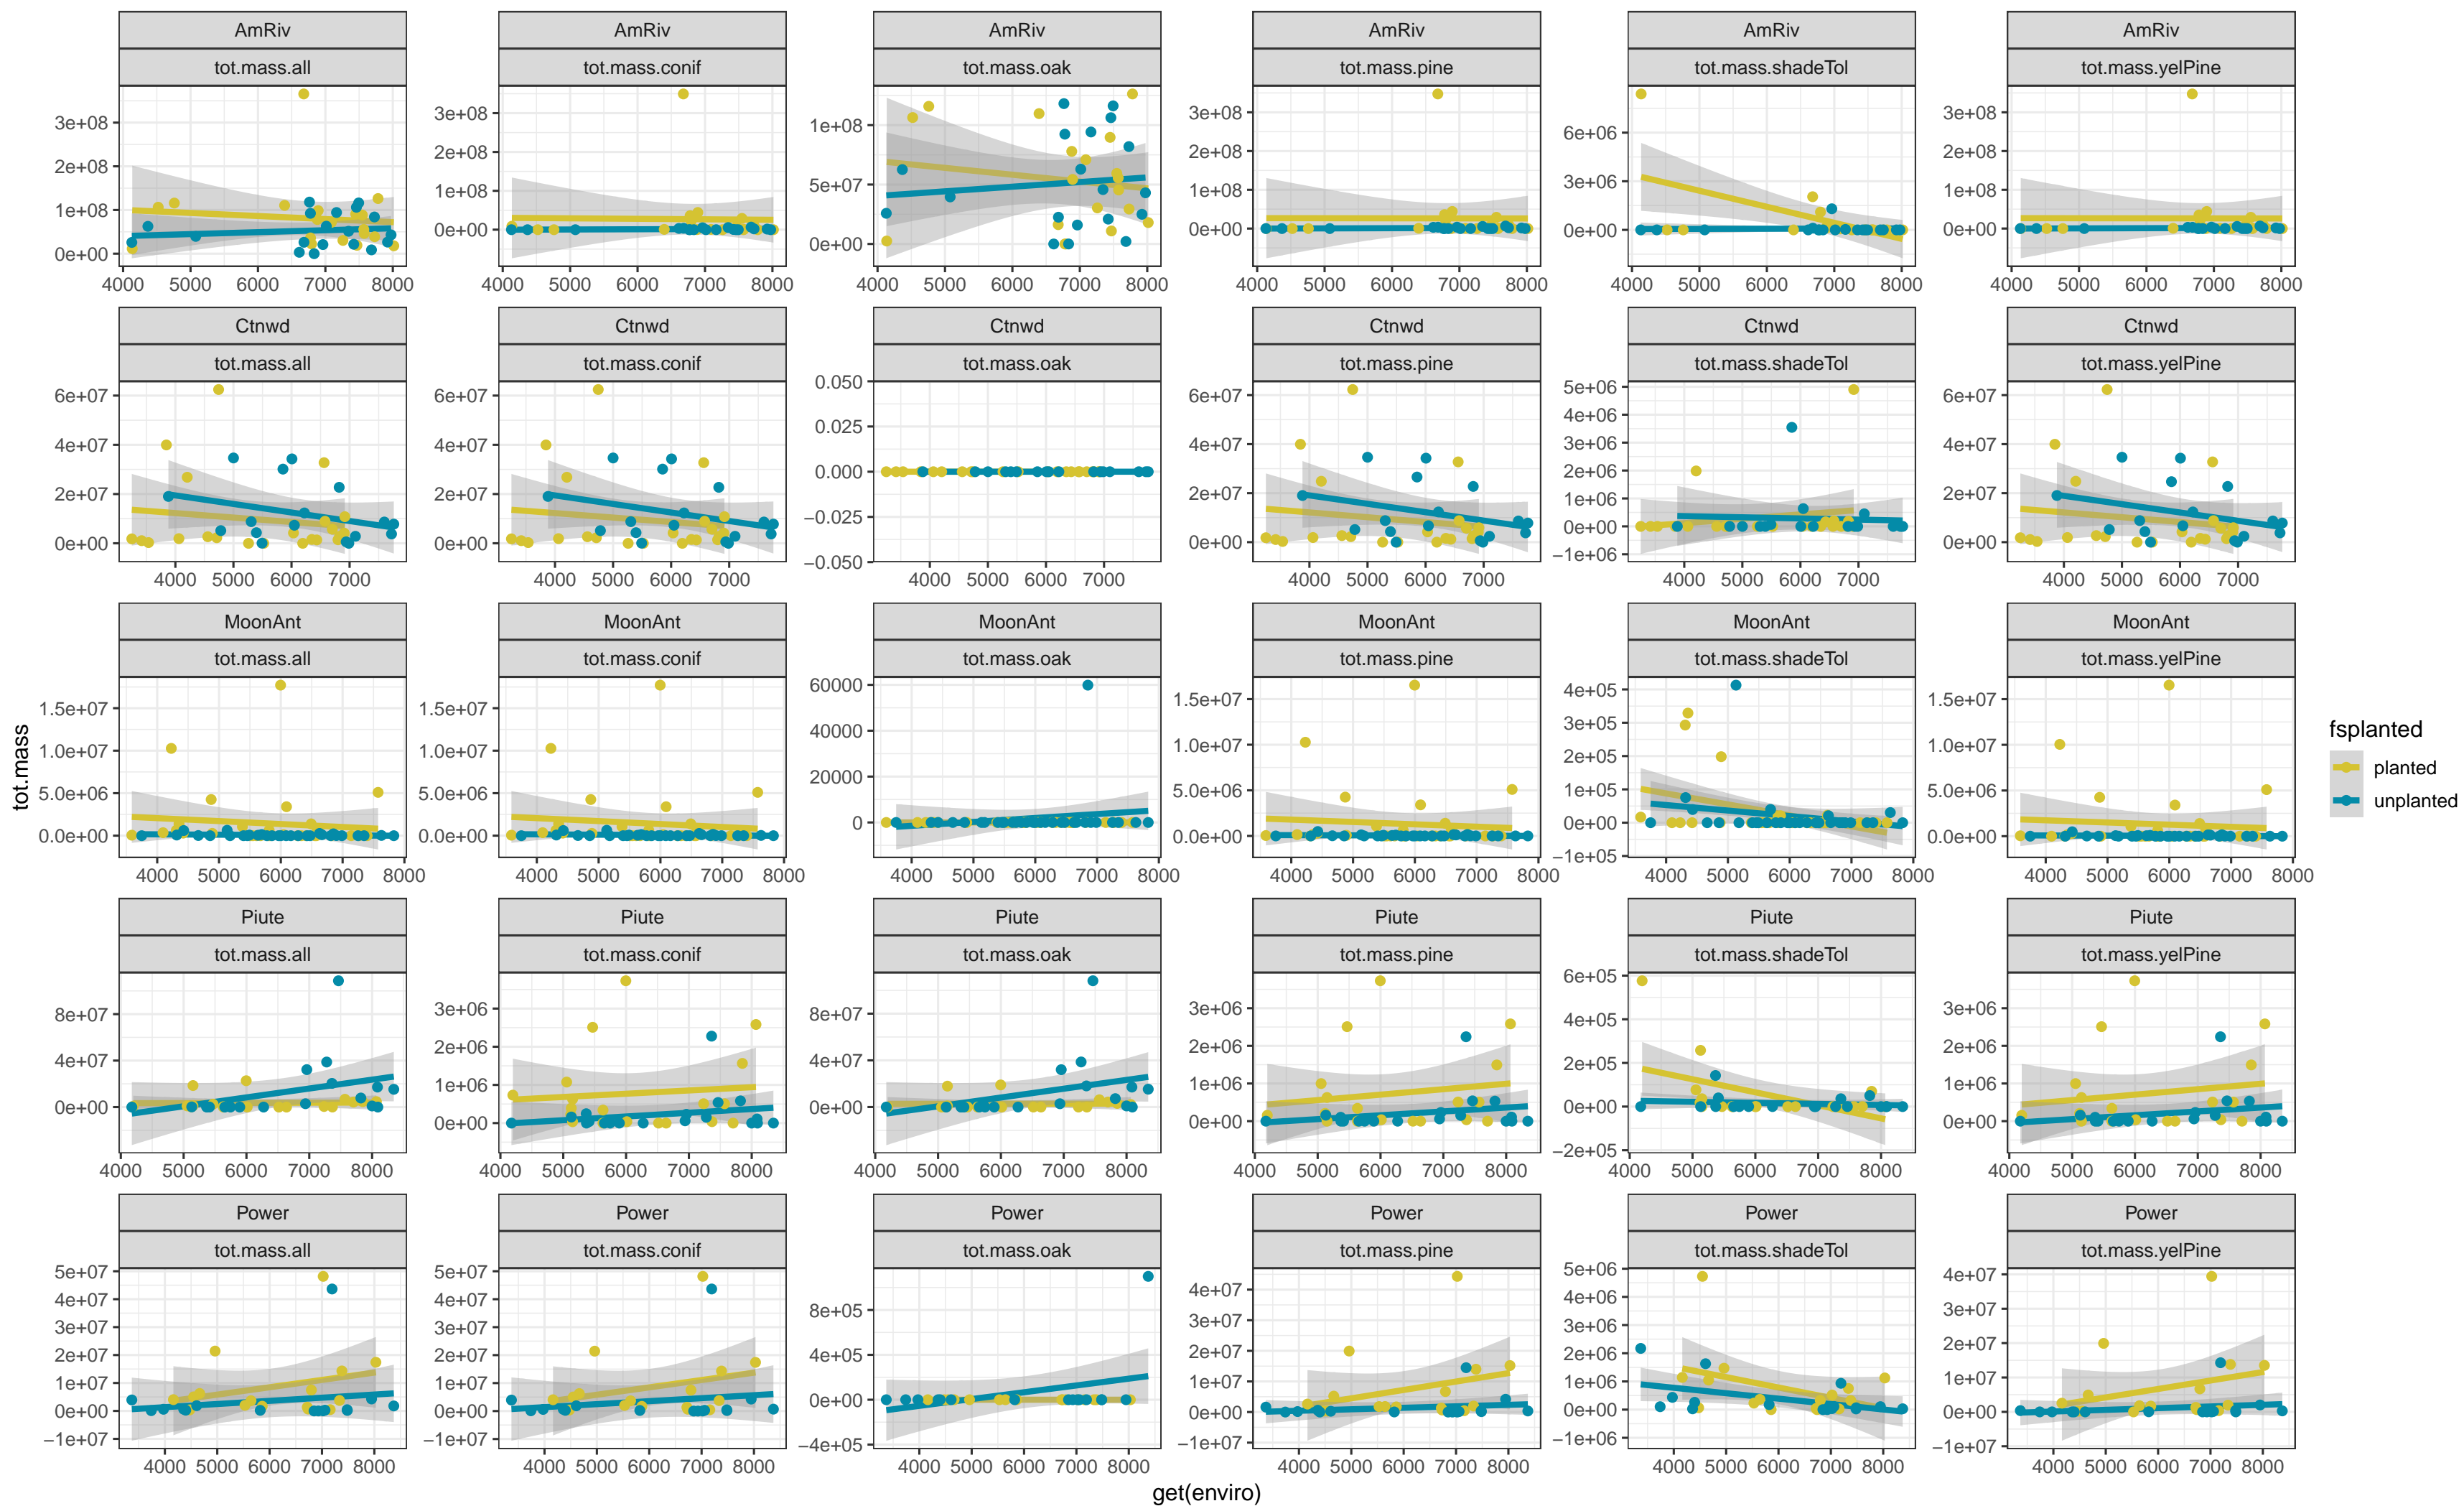 AmRiv AmRiv AmRiv AmRiv AmRiv AmRiv
tot.mass.all tot.mass.conif tot.mass.oak tot.mass.pine tot.mass.shadeTol tot.mass.yelPine
3e+08 2e+08 1e+08 0e+00
3e+08 2e+08 1e+08 0e+00
1e+08 5e+07 0e+00
3e+08 2e+08 1e+08 0e+00
6e+06 3e+06 0e+00
3e+08 2e+08 1e+08 0e+00
4000 5000 6000 7000 8000
4000 5000 6000 7000 8000
4000 5000 6000 7000 8000
4000 5000 6000 7000 8000
4000 5000 6000 7000 8000
4000 5000 6000 7000 8000
Ctnwd Ctnwd Ctnwd Ctnwd Ctnwd Ctnwd
tot.mass.all tot.mass.conif tot.mass.oak tot.mass.pine tot.mass.shadeTol tot.mass.yelPine
6e+07 4e+07 2e+07 0e+00
6e+07 4e+07 2e+07 0e+00
0.050 0.025 0.000 −0.025 −0.050
6e+07 4e+07 2e+07 0e+00
5e+06 4e+06 3e+06 2e+06 1e+06 0e+00 −1e+06
6e+07 4e+07 2e+07 0e+00
4000 5000 6000 7000
4000 5000 6000 7000
4000 5000 6000 7000
4000 5000 6000 7000
4000 5000 6000 7000
4000 5000 6000 7000
MoonAnt MoonAnt MoonAnt MoonAnt MoonAnt MoonAnt
tot.mass.all tot.mass.conif tot.mass.oak tot.mass.pine tot.mass.shadeTol tot.mass.yelPine
1.5e+07 1.0e+07 5.0e+06 0.0e+00
1.5e+07 1.0e+07 5.0e+06 0.0e+00
60000 40000 20000 0
1.5e+07 1.0e+07 5.0e+06 0.0e+00
4e+05 3e+05 2e+05 1e+05 0e+00 −1e+05
1.5e+07 1.0e+07 5.0e+06 0.0e+00
4000 5000 6000 7000 8000
4000 5000 6000 7000 8000
4000 5000 6000 7000 8000
4000 5000 6000 7000 8000
4000 5000 6000 7000 8000
4000 5000 6000 7000 8000
Piute Piute Piute Piute Piute Piute
tot.mass.all tot.mass.conif tot.mass.oak tot.mass.pine tot.mass.shadeTol tot.mass.yelPine
8e+07 4e+07 0e+00
3e+06 2e+06 1e+06 0e+00
8e+07 4e+07 0e+00
3e+06 2e+06 1e+06 0e+00
6e+05 4e+05 2e+05 0e+00 −2e+05
3e+06 2e+06 1e+06 0e+00
4000 5000 6000 7000 8000
4000 5000 6000 7000 8000
4000 5000 6000 7000 8000
4000 5000 6000 7000 8000
4000 5000 6000 7000 8000
4000 5000 6000 7000 8000
Power Power Power Power Power Power
tot.mass.all tot.mass.conif tot.mass.oak tot.mass.pine tot.mass.shadeTol tot.mass.yelPine
5e+07 4e+07 3e+07 2e+07 1e+07 0e+00 −1e+07
5e+07 4e+07 3e+07 2e+07 1e+07 0e+00 −1e+07
8e+05 4e+05 0e+00 −4e+05
4e+07 3e+07 2e+07 1e+07 0e+00 −1e+07
5e+06 4e+06 3e+06 2e+06 1e+06 0e+00 −1e+06
4e+07 3e+07 2e+07 1e+07 0e+00 −1e+07
4000 5000 6000 7000 8000
4000 5000 6000 7000 8000
4000 5000 6000 7000 8000
4000 5000 6000 7000 8000
4000 5000 6000 7000 8000
4000 5000 6000 7000 8000
tot.mass
get(enviro)
fsplanted
planted
unplanted